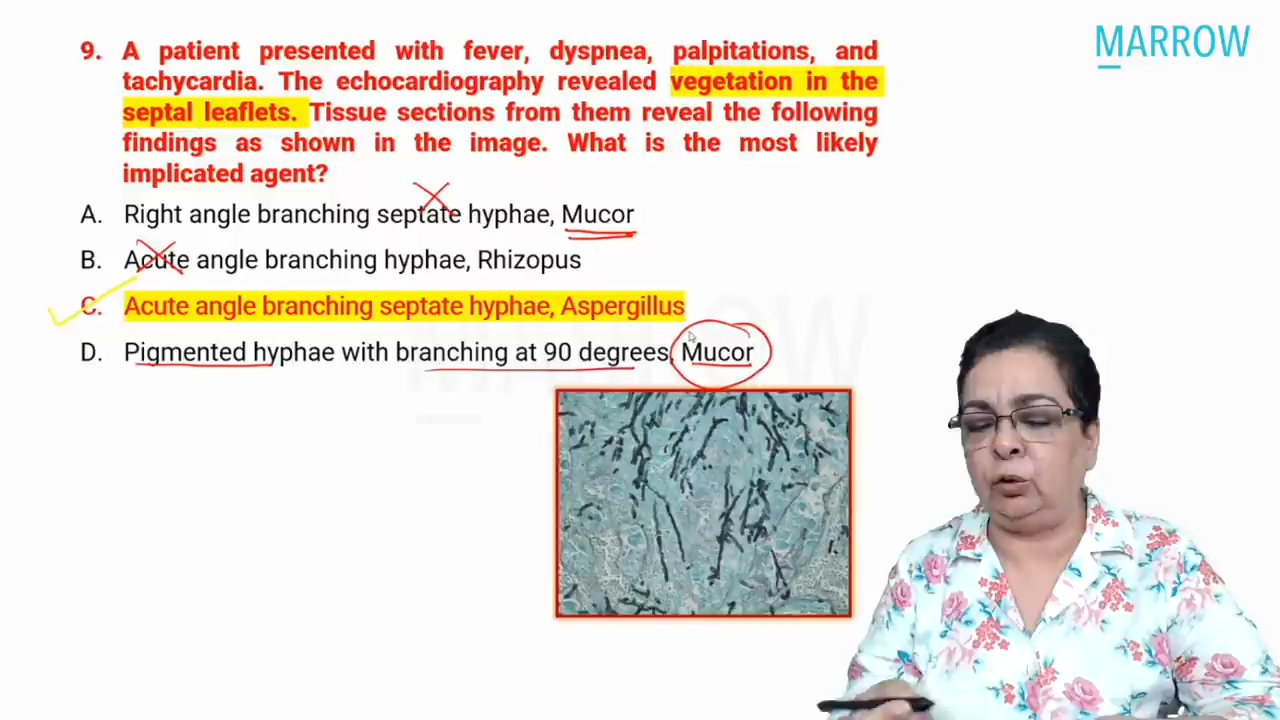 MARROW
9. A patient presented with fever, dyspnea, palpitations, and
tachycardia. The echocardiography revealed vegetation in the
septal leaflets. Tissue sections from them reveal the following
findings as shown in the image. What is the most likely
implicated agent?
A. Right angle branching septate hyphae, Mucor
B. Acute angle branching hyphae, Rhizopus
C. Acute angle branching septate hyphae, Aspergillus
D. Pigmented hyphae with branching at 90 degrees, Mucor
MARROW